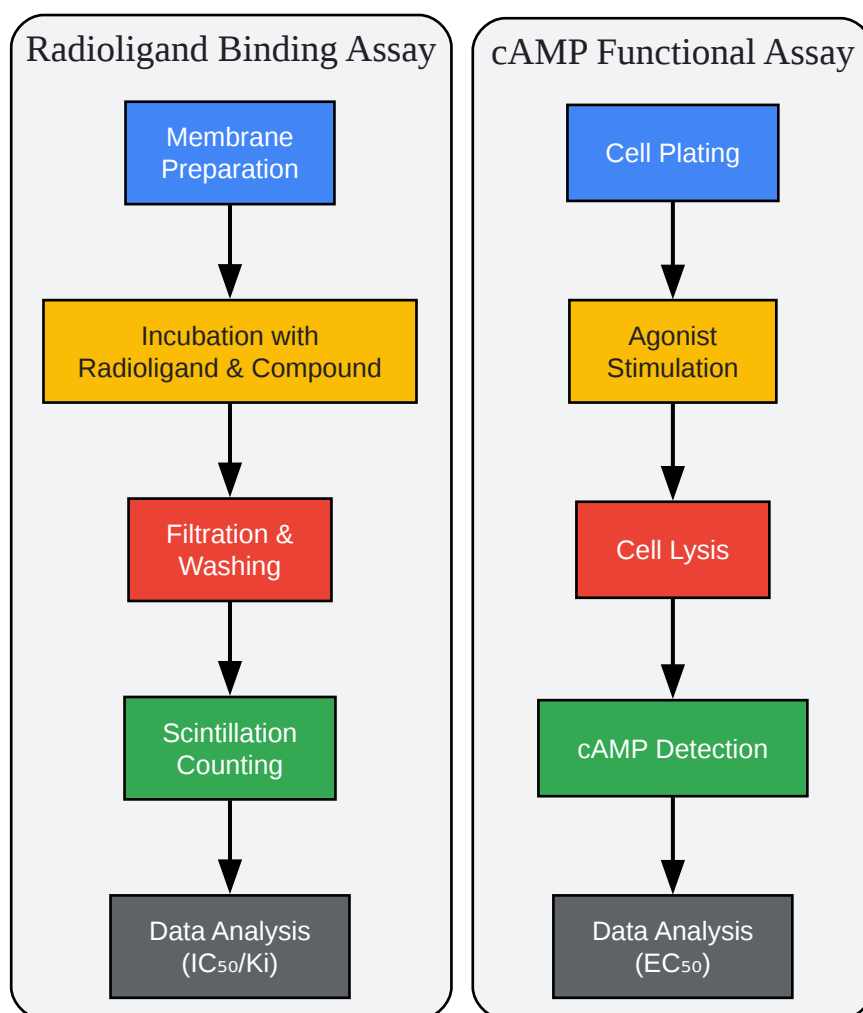 Radioligand Binding Assay
Membrane
Preparation
Incubation with
Radioligand & Compound
Filtration &
Washing
Scintillation
Counting
Data Analysis
(IC₅₀/Ki)
cAMP Functional Assay
Cell Plating
Agonist
Stimulation
Cell Lysis
cAMP Detection
Data Analysis
(EC₅₀)